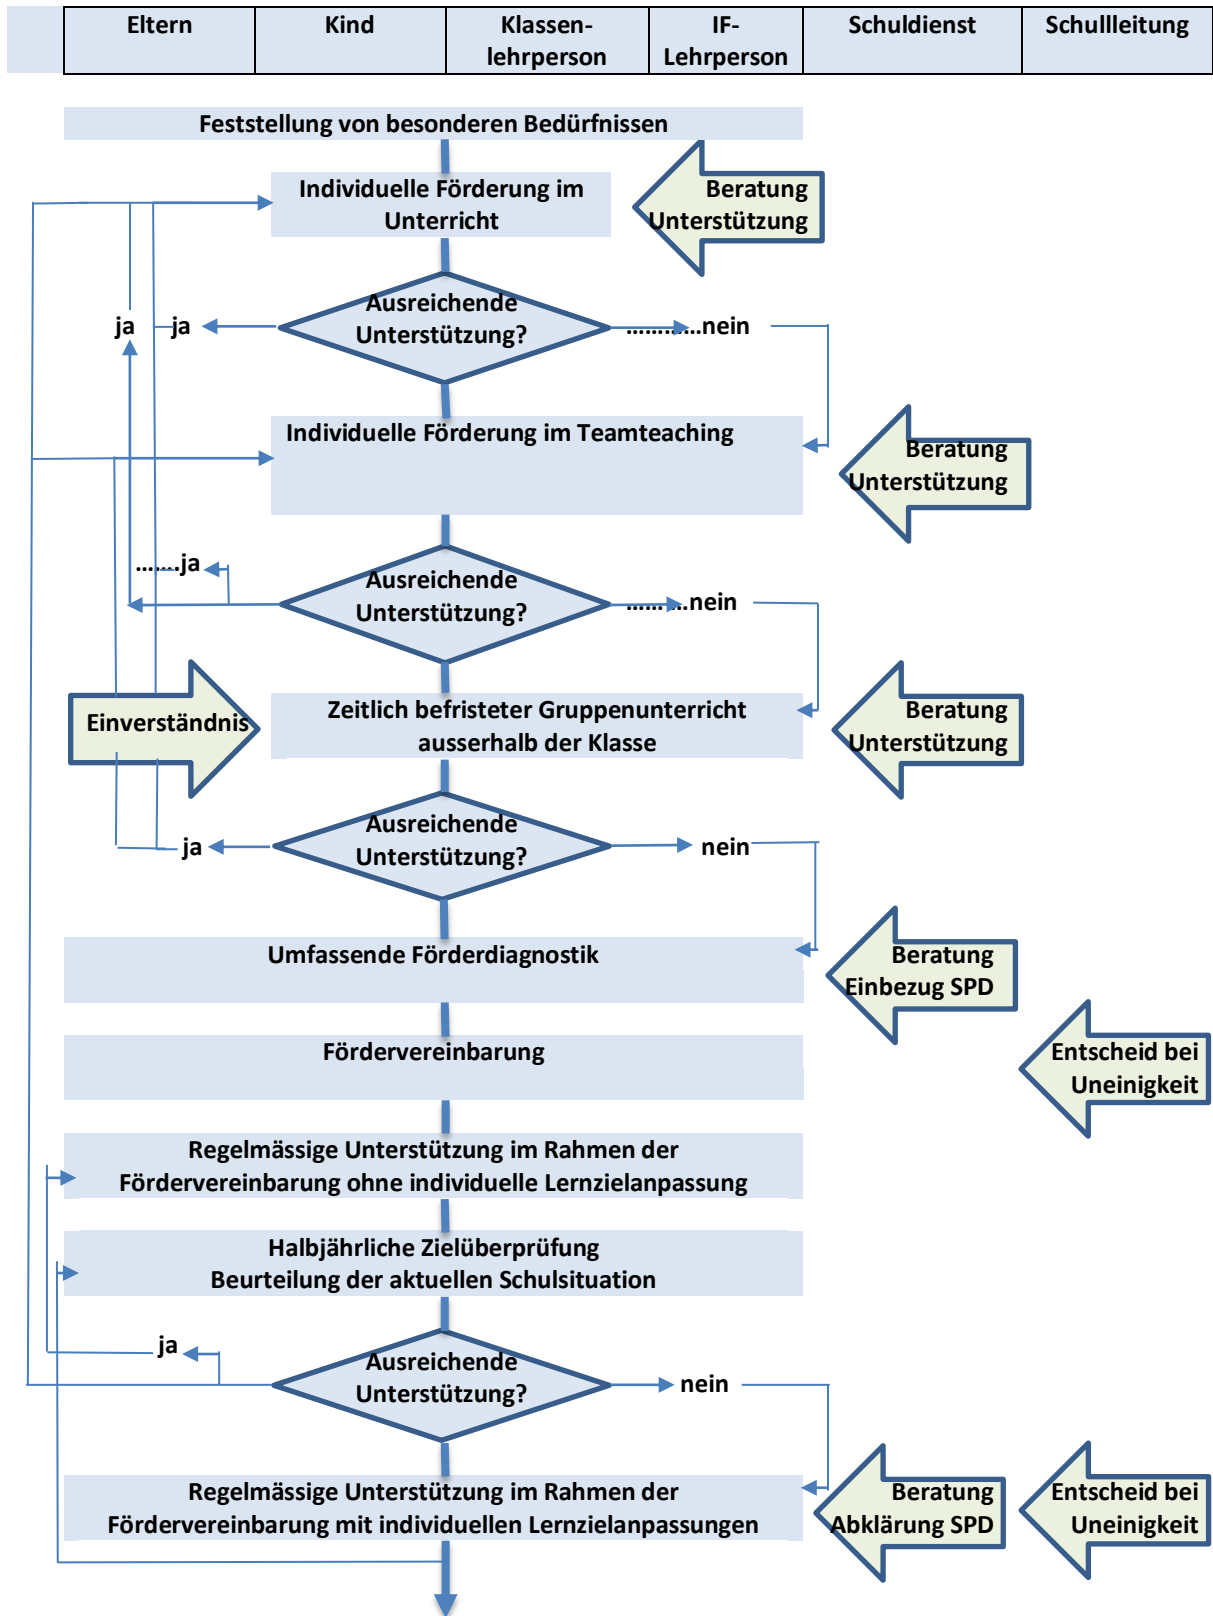 Eltern
Kind
Klassen-
lehrperson
IF-
Lehrperson
Schuldienst
Schullleitung
Feststellung von besonderen Bedürfnissen
Individuelle Förderung im
Unterricht
Beratung
Unterstützung
Ausreichende
Unterstützung?
ja
ja
............nein
Individuelle Förderung im Teamteaching
Beratung
Unterstützung
.......ja
Ausreichende
Unterstützung?
..........nein
Einverständnis
Zeitlich befristeter Gruppenunterricht
ausserhalb der Klasse
Beratung
Unterstützung
Ausreichende
Unterstützung?
ja
nein
Umfassende Förderdiagnostik
Beratung
Einbezug SPD
Fördervereinbarung
Entscheid bei
Uneinigkeit
Regelmässige Unterstützung im Rahmen der
Fördervereinbarung ohne individuelle Lernzielanpassung
Halbjährliche Zielüberprüfung
Beurteilung der aktuellen Schulsituation
ja
Ausreichende
Unterstützung?
nein
Regelmässige Unterstützung im Rahmen der
Fördervereinbarung mit individuellen Lernzielanpassungen
Beratung
Abklärung SPD
Entscheid bei
Uneinigkeit